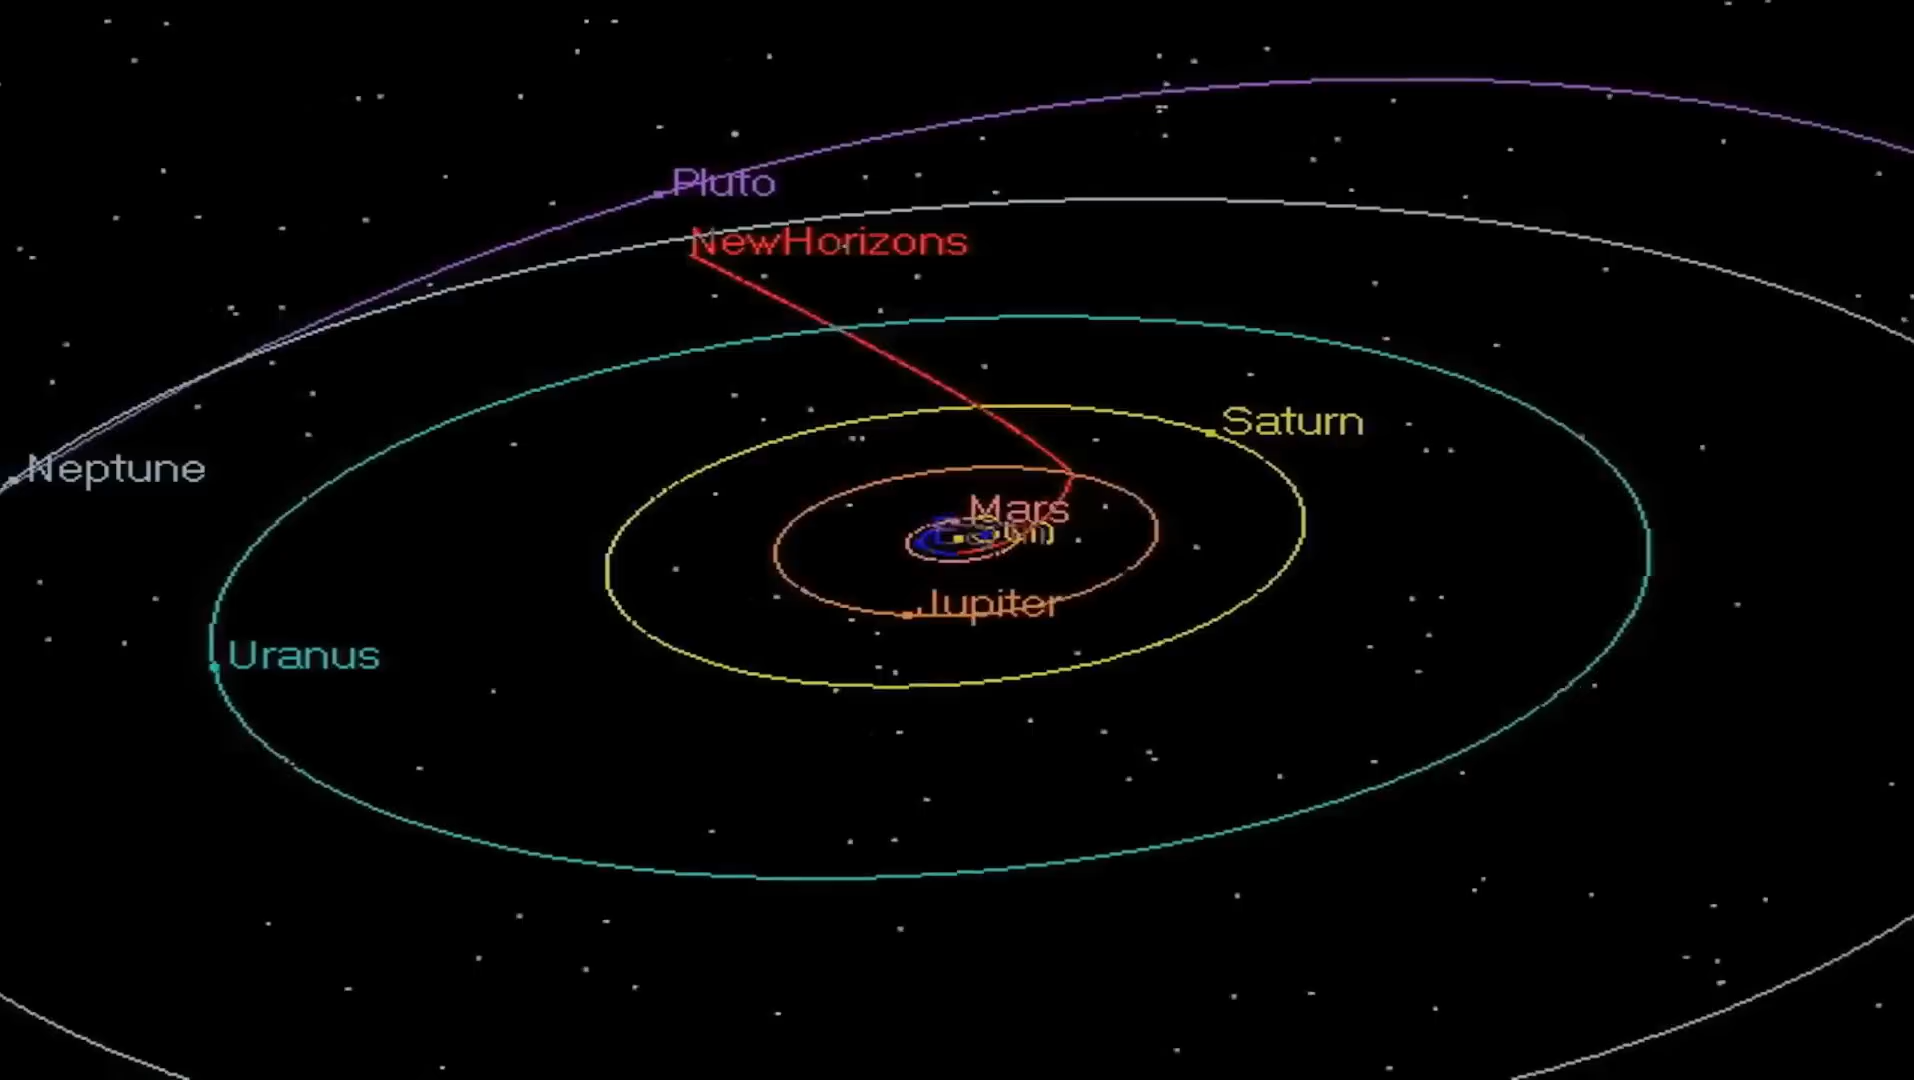 Pluto
NewHorizons
Saturn
Neptune
Mars
Jupiter
Uranus